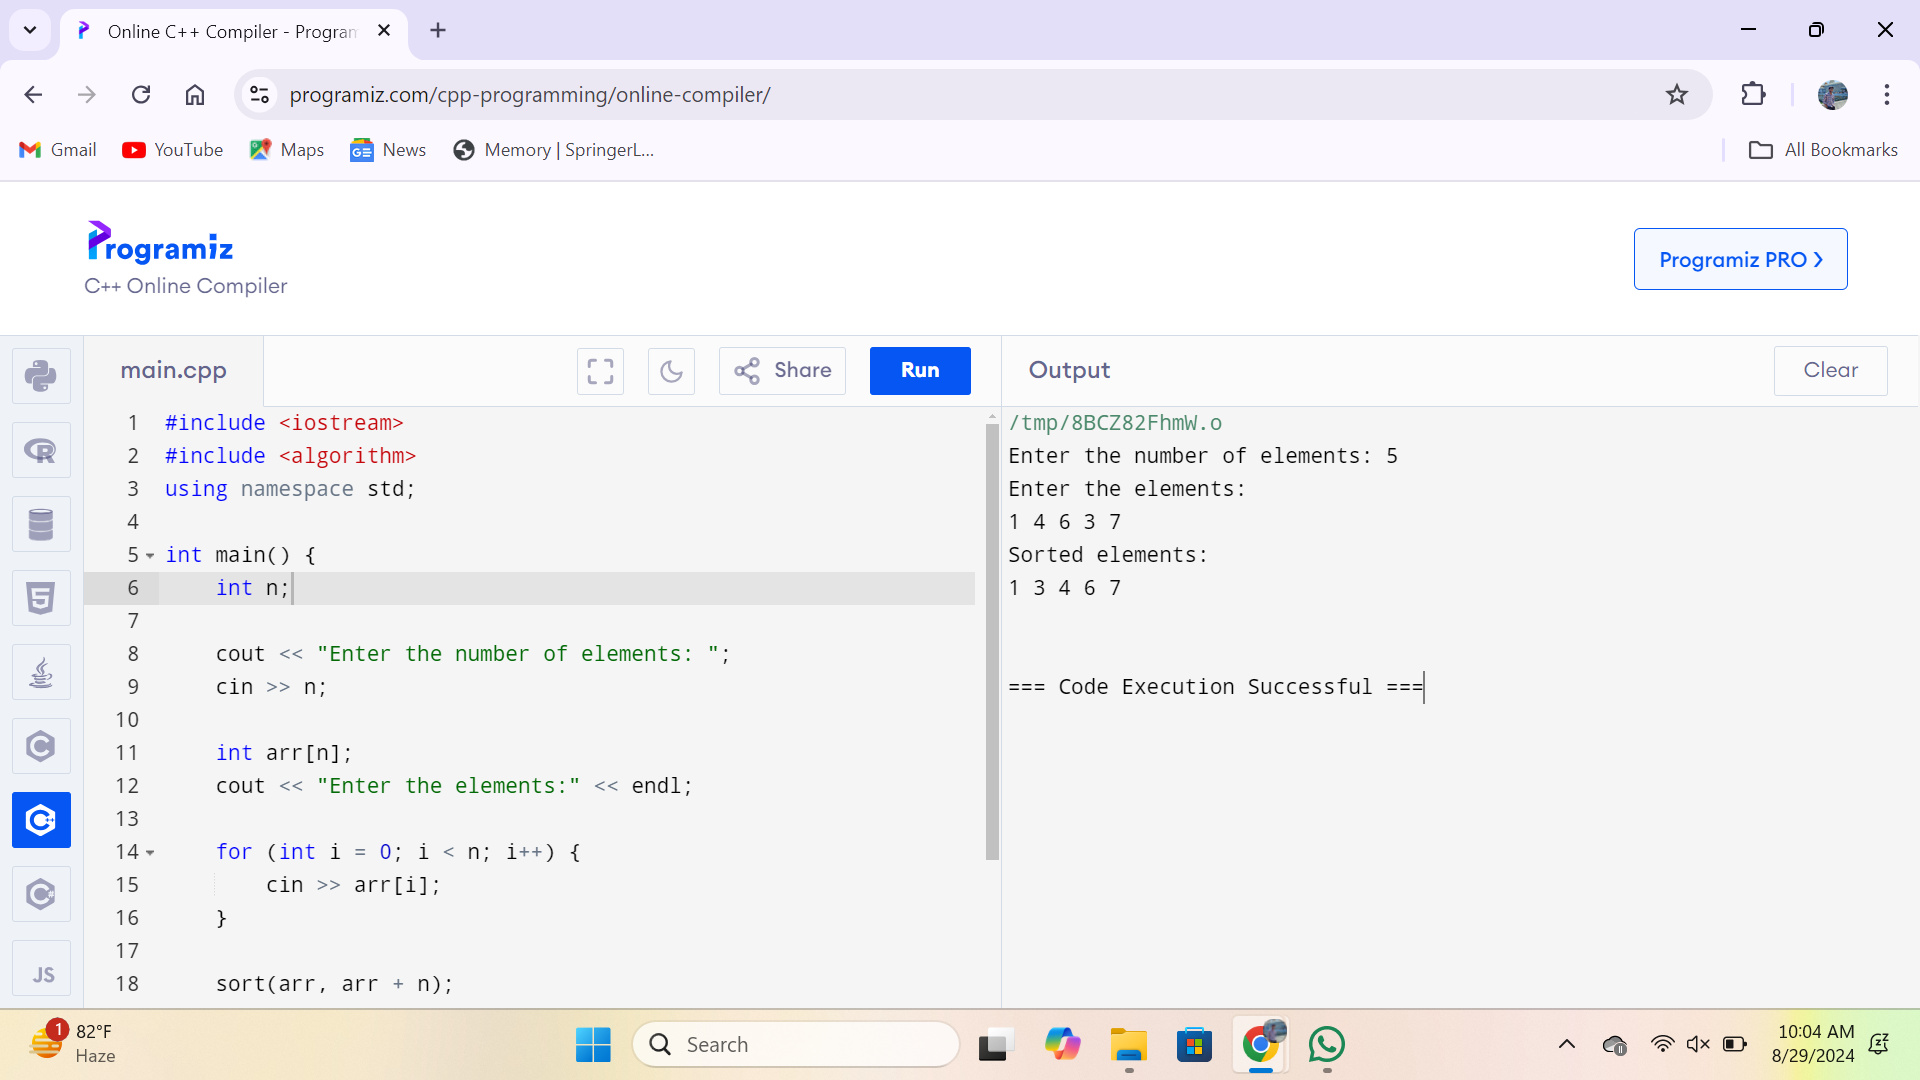 Online C++ Compiler - Program
programiz.com/cpp-programming/online-compiler/
Gmail
YouTube
Maps
News
Memory | SpringerL...
All Bookmarks
Programiz
C++ Online Compiler
Programiz PRO
main.cpp
Share
Run
Output
Clear
1 #include <iostream>
2 #include <algorithm>
3 using namespace std;
4
5 int main() {
6 int n;
7
8 cout << "Enter the number of elements: ";
9 cin >> n;
10
11 int arr[n];
12 cout << "Enter the elements:" << endl;
13
14 for (int i = 0; i < n; i++) {
15 cin >> arr[i];
16 }
17
18 sort(arr, arr + n);
/tmp/8BCZ82FhmW.o
Enter the number of elements: 5
Enter the elements:
1 4 6 3 7
Sorted elements:
1 3 4 6 7
=== Code Execution Successful ===
JS
1
82°F
Haze
Search
10:04 AM
8/29/2024